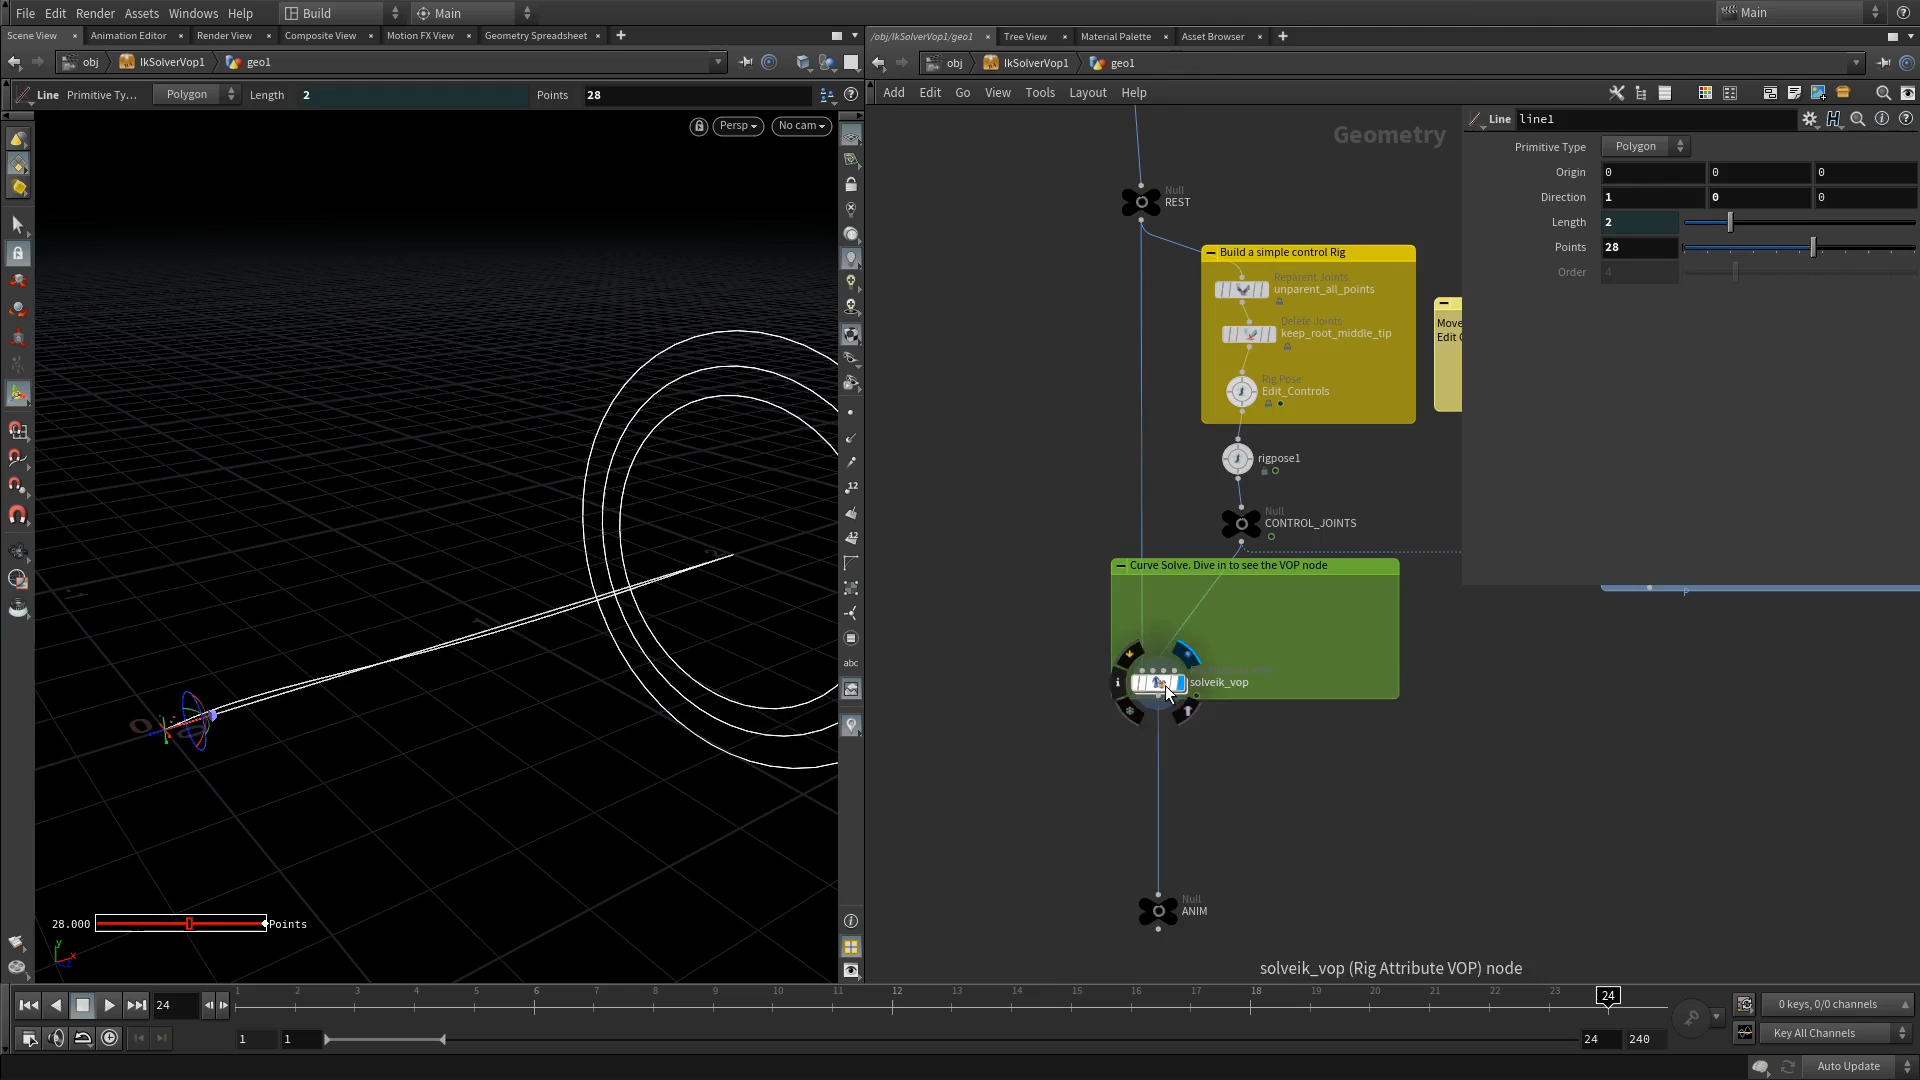 File Edit Render Assets Windows Help Build Main Main
Scene View Animation Editor Render View Composite View Motion FX View Geometry Spreadsheet
/obj/IkSolverVop1/geo1 Tree View Material Palette Asset Browser
obj IkSolverVop1 geo1
obj IkSolverVop1 geo1
Line Primitive Ty... Polygon Length 2 Points 28
Add Edit Go View Tools Layout Help
Persp No cam
Geometry
Line line1
Primitive Type Polygon
Origin 0 0 0
Direction 1 0 0
Length 2
Points 28
Order 4
Null
REST
Build a simple control Rig
Reparent Joints
unparent_all_points
Delete Joints
keep_root_middle_tip
Rig Pose
Edit_Controls
Move
Edit C
rigpose1
Null
CONTROL_JOINTS
Curve Solve. Dive in to see the VOP node
solveik_vop
P
Null
ANIM
solveik_vop (Rig Attribute VOP) node
12
12
abc
28.000 Points
y
x
0
24
1 2 3 4 5 6 7 8 9 10 11 12 13 14 15 16 17 18 19 20 21 22 23 24
0 keys, 0/0 channels
1 1 24 240
Key All Channels
Auto Update